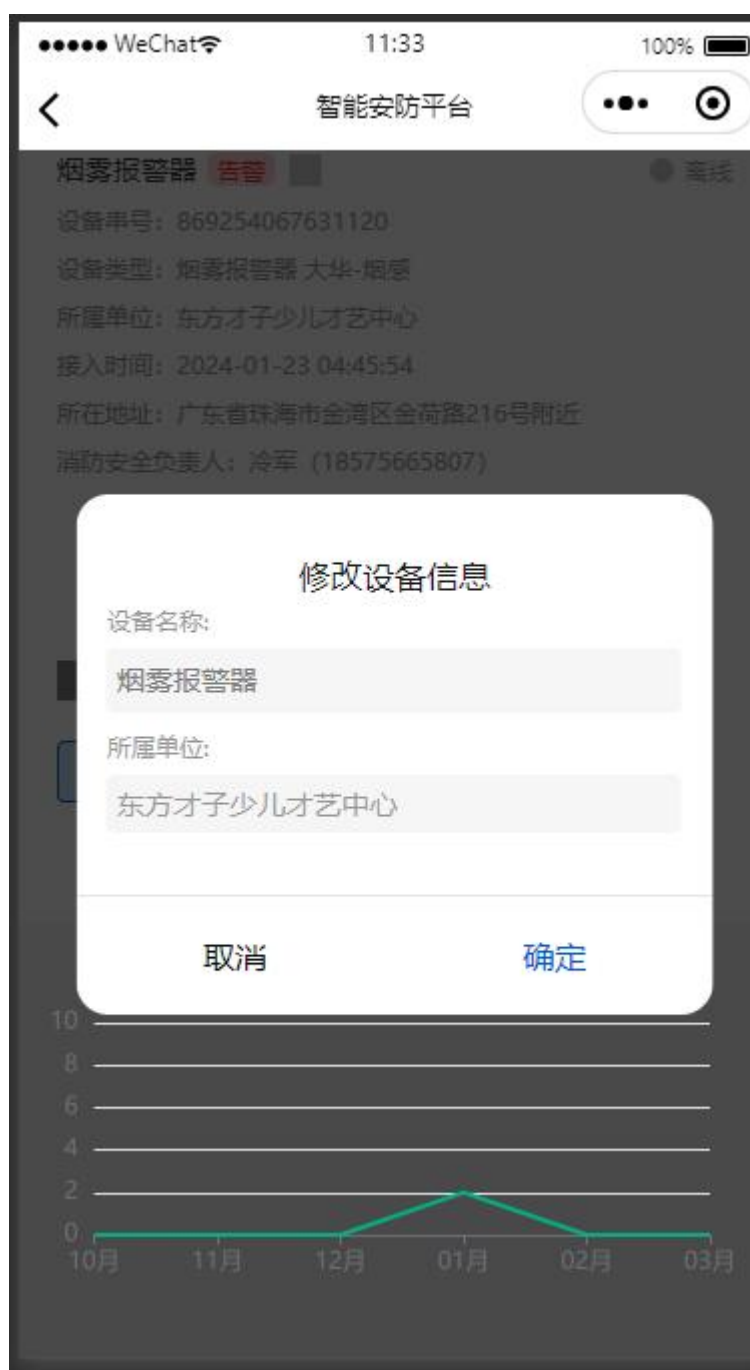 WeChat 11:33 100%
智能安防平台
烟雾报警器 告警 离线
设备串号：869254067631120
设备类型：烟雾报警器 大华-烟感
所属单位：东方才子少儿才艺中心
接入时间：2024-01-23 04:45:54
所在地址：广东省珠海市金湾区金荷路216号附近
消防安全负责人：冷军（18575665807）
修改设备信息
设备名称:
烟雾报警器
所属单位:
东方才子少儿才艺中心
取消 确定
10
8
6
4
2
0
10月 11月 12月 01月 02月 03月